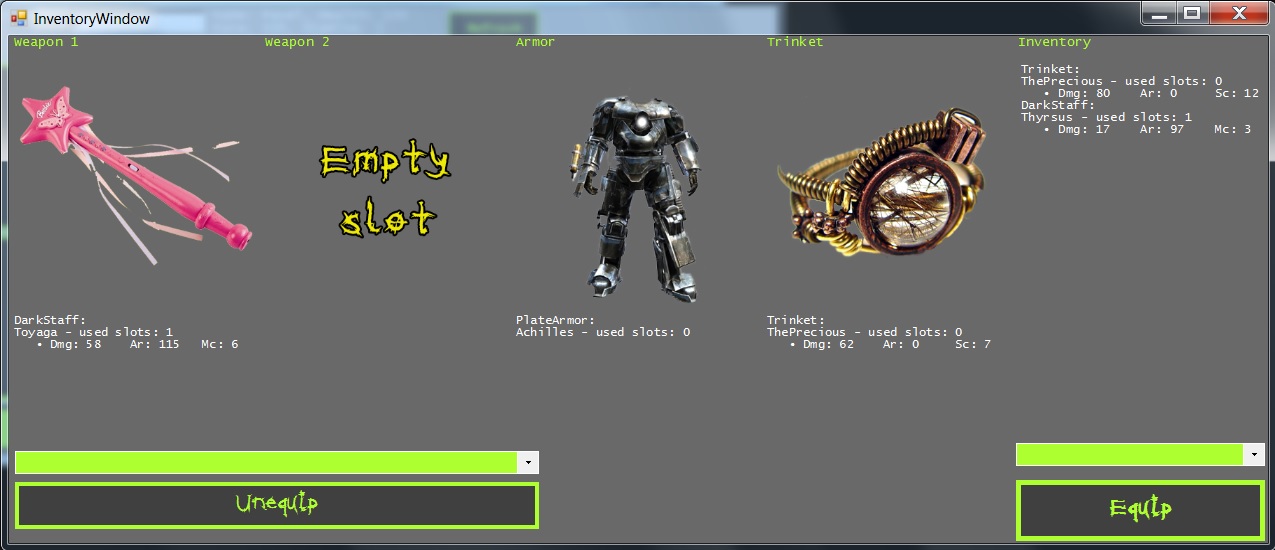 InventoryWindow
Weapon 1
Weapon 2
Armor
Trinket
Inventory
Barbie
Empty
slot
DarkStaff:
Toyaga - used slots: 1
• Dmg: 58 Ar: 115 Mc: 6
PlateArmor:
Achilles - used slots: 0
Trinket:
ThePrecious - used slots: 0
• Dmg: 62 Ar: 0 Sc: 7
Trinket:
ThePrecious - used slots: 0
• Dmg: 80 Ar: 0 Sc: 12
DarkStaff:
Thyrsus - used slots: 1
• Dmg: 17 Ar: 97 Mc: 3
Unequip
Equip